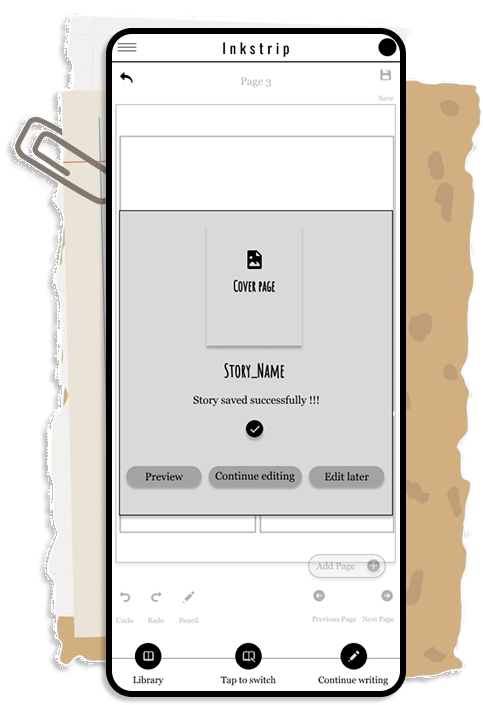 Inkstrip
Page 3
Save
Cover page
Story_Name
Story saved successfully !!!
Preview
Continue editing
Edit later
Add Page
Undo
Redo
Pencil
Previous Page
Next Page
Library
Tap to switch
Continue writing